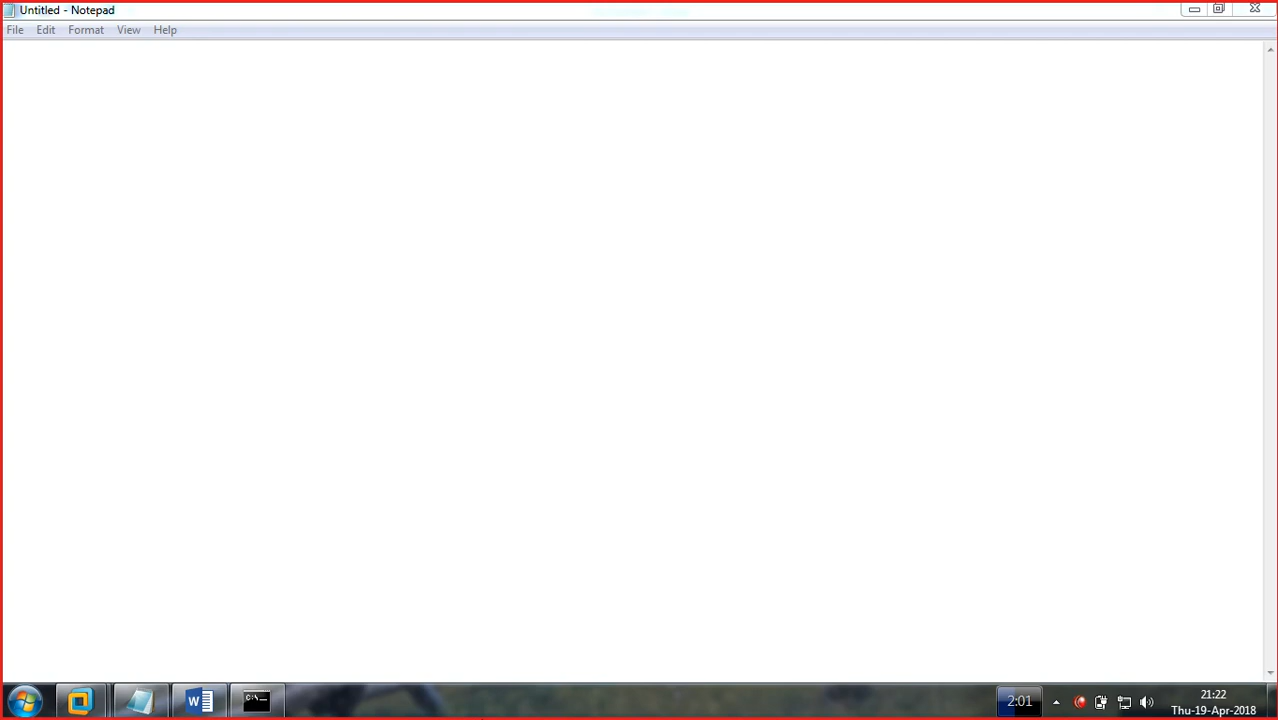 Untitled - Notepad
File Edit Format View Help
C:\_
2:01
21:22
Thu-19-Apr-2018